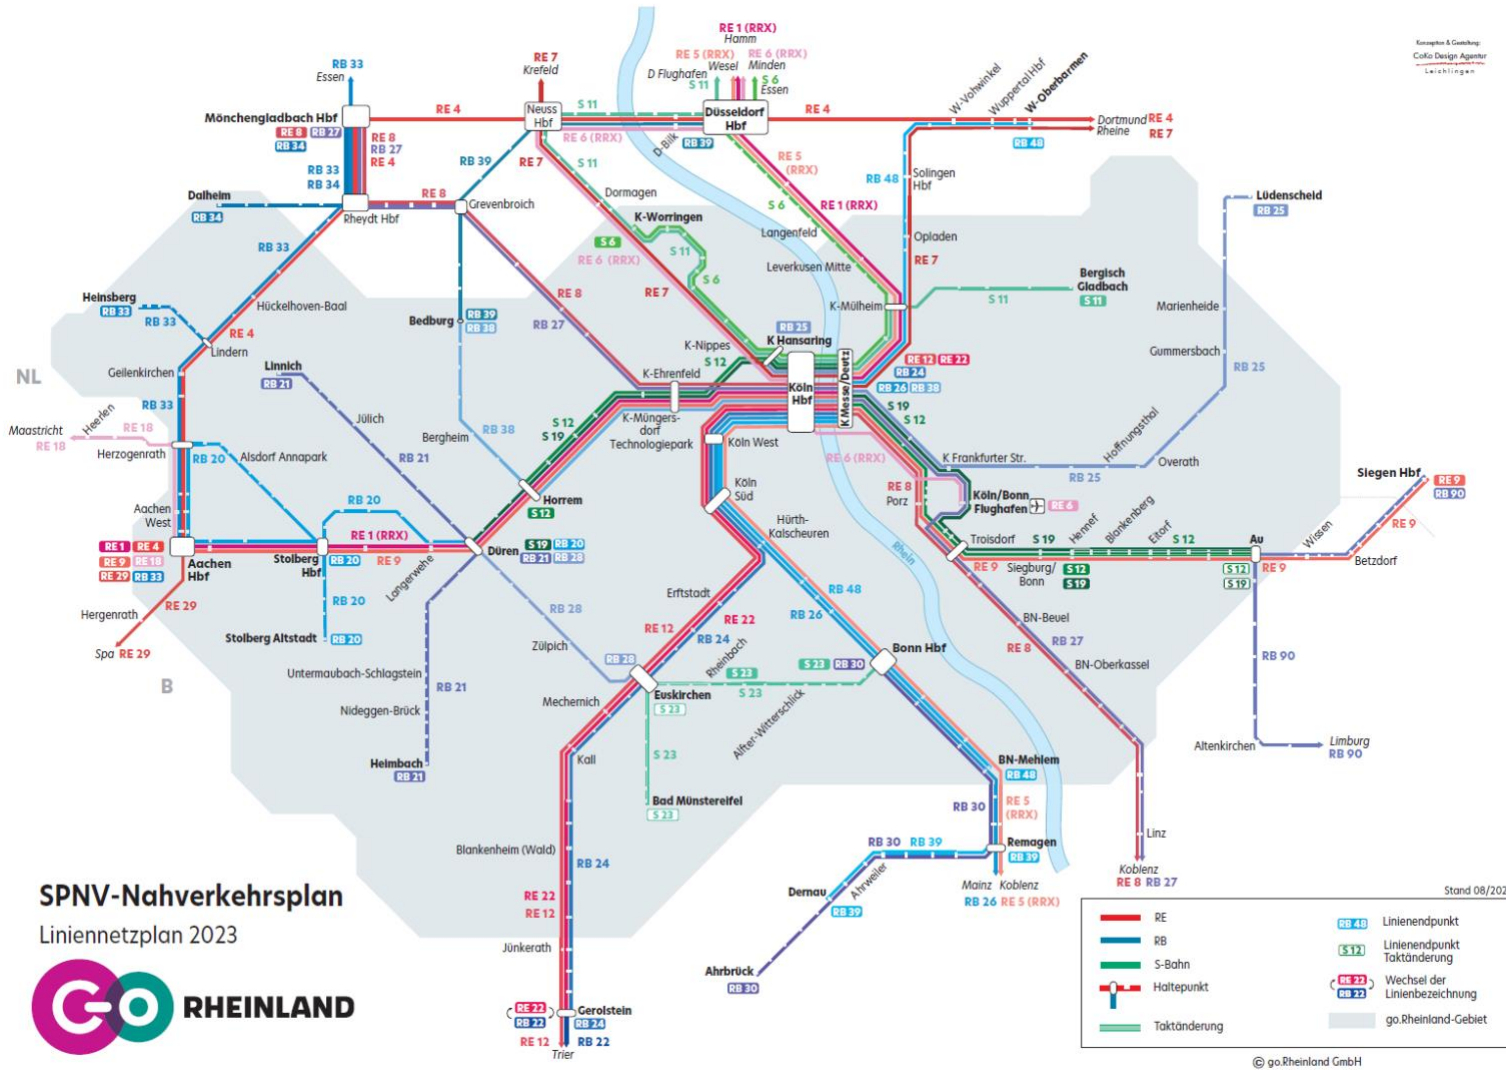 RE 1 (RRX)
Hamm
RE 5 (RRX)
Wesel
RE 6 (RRX)
Minden
D Flughafen
S 11
S 6
Essen
RE 7
Krefeld
RB 33
Essen
Konzeption & Gestaltung:
CoKo Design Agentur
Leichlingen
Mönchengladbach Hbf
RE 8
RB 27
RB 34
RE 8
RB 27
RE 4
RB 33
RB 34
RE 4
Neuss
Hbf
S 11
RE 6 (RRX)
D-Bilk
RB 39
Düsseldorf
Hbf
RE 4
W-Vohwinkel
Wuppertal Hbf
W-Oberbarmen
RB 48
Dortmund RE 4
Rheine RE 7
RB 39
RE 7
S 11
RE 5
(RRX)
S 6
RE 1 (RRX)
RB 48
Solingen
Hbf
Dalheim
RB 34
Rheydt Hbf
RE 8
Grevenbroich
Dormagen
K-Worringen
S 6
S 11
RE 6 (RRX)
S 6
RE 7
Langenfeld
Leverkusen Mitte
Opladen
RE 7
Lüdenscheid
RB 25
RB 33
Hückelhoven-Baal
RE 4
Heinsberg
RB 33
RB 33
Lindern
Bedburg
RB 39
RB 38
RE 8
RB 27
K-Mülheim
S 11
Bergisch
Gladbach
S 11
Marienheide
Gummersbach
RB 25
K-Nippes
S 12
RB 25
K Hansaring
K-Ehrenfeld
Köln
Hbf
K Messe/Deutz
RE 12
RE 22
RB 24
RB 26
RB 38
NL
Geilenkirchen
RB 33
Linnich
RB 21
Jülich
RB 21
Maastricht
RE 18
Heerlen
RE 18
Herzogenrath
RB 20
Alsdorf Annapark
Bergheim
RB 38
S 12
S 19
K-Müngers-
dorf
Technologiepark
Köln West
S 19
S 12
RE 6 (RRX)
K Frankfurter Str.
Hoffnungsthal
RB 25
Overath
Aachen
West
RB 20
Horrem
S 12
Köln
Süd
RE 8
Porz
Köln/Bonn
Flughafen
RE 6
Siegen Hbf
RE 9
RB 90
RE 1
RE 4
RE 9
RE 18
RE 29
RB 33
Aachen
Hbf
Stolberg
Hbf
RB 20
RE 1 (RRX)
RE 9
Langerwehe
Düren
S 19
RB 20
RB 21
RB 28
Hürth-
Kalscheuren
Rhein
Troisdorf
RE 9
S 19
Siegburg/
Bonn
Hennef
S 12
S 19
Blankenberg
Eitorf
S 12
Au
S 12
S 19
RE 9
Wissen
RE 9
Betzdorf
Hergenrath
RE 29
Spa RE 29
B
RB 20
Stolberg Altstadt
RB 20
RB 28
Zülpich
RB 28
Erftstadt
RE 12
RE 22
RB 24
RB 48
RB 26
Rheinbach
S 23
S 23
S 23
RB 30
Bonn Hbf
BN-Beuel
RB 27
RE 8
BN-Oberkassel
RB 90
Untermaubach-Schlagstein
RB 21
Nideggen-Brück
Heimbach
RB 21
Mechernich
Euskirchen
S 23
Alfter-Witterschlick
Kall
S 23
Bad Münstereifel
S 23
BN-Mehlem
RB 48
RB 30
RE 5
(RRX)
Altenkirchen
Limburg
RB 90
Blankenheim (Wald)
RB 24
RB 30
RB 39
Remagen
RB 39
Linz
Koblenz
RE 8 RB 27
Dernau
RB 39
Ahrweiler
Mainz
RB 26
Koblenz
RE 5 (RRX)
RE 22
RE 12
Ahrbrück
RB 30
Jünkerath
RE 22
RB 22
Gerolstein
RB 24
RE 12
RB 22
Trier
SPNV-Nahverkehrsplan
Liniennetzplan 2023
GO RHEINLAND
Stand 08/202
RE
RB
S-Bahn
Haltepunkt
Taktänderung
RB 48
Linienendpunkt
S 12
Linienendpunkt
Taktänderung
RE 22
RB 22
Wechsel der
Linienbezeichnung
go.Rheinland-Gebiet
© go.Rheinland GmbH